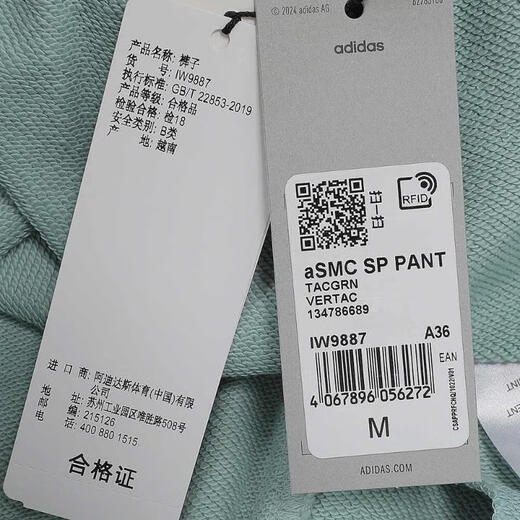 产品名称: 裤子
货 号: IW9887
执行标准: GB/T 22853-2019
产品等级: 合格品
检验合格: 检18
安全类别: B类
产 地: 越南
进 口 商: 阿迪达斯体育(中国)有限公司
地 址: 苏州工业园区唯胜路508号
邮 编: 215126
电 话: 400 880 1515
合格证
© 2024 adidas AG
adidas
RFID
aSMC SP PANT
TACGRN
VERTAC
134786689
IW9887 A36
EAN
4 067896 056272
M
CSAPPRFCHQ/1022/V01
ADIDAS.COM